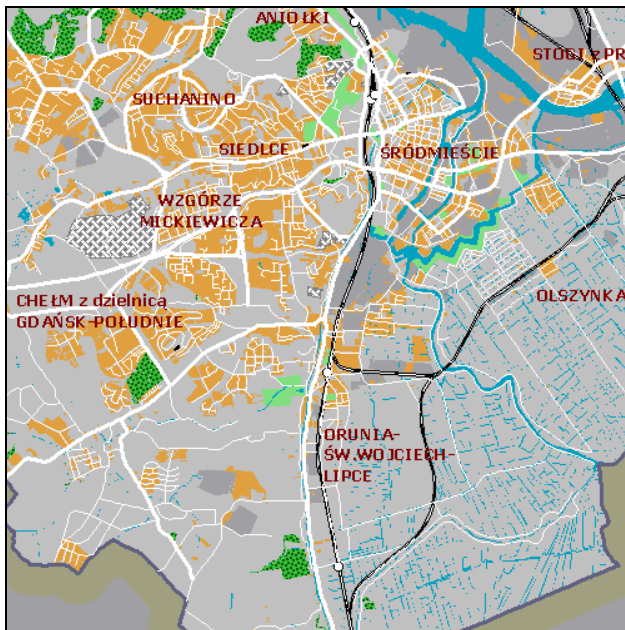 ANIOŁKI
STOGI z PR
SUCHANINO
SIEDLCE
ŚRÓDMIEŚCIE
WZGÓRZE
MICKIEWICZA
CHEŁM z dzielnicą
GDAŃSK-POŁUDNIE
OLSZYNKA
ORUNIA-
ŚW.WOJCIECH-
LIPCE